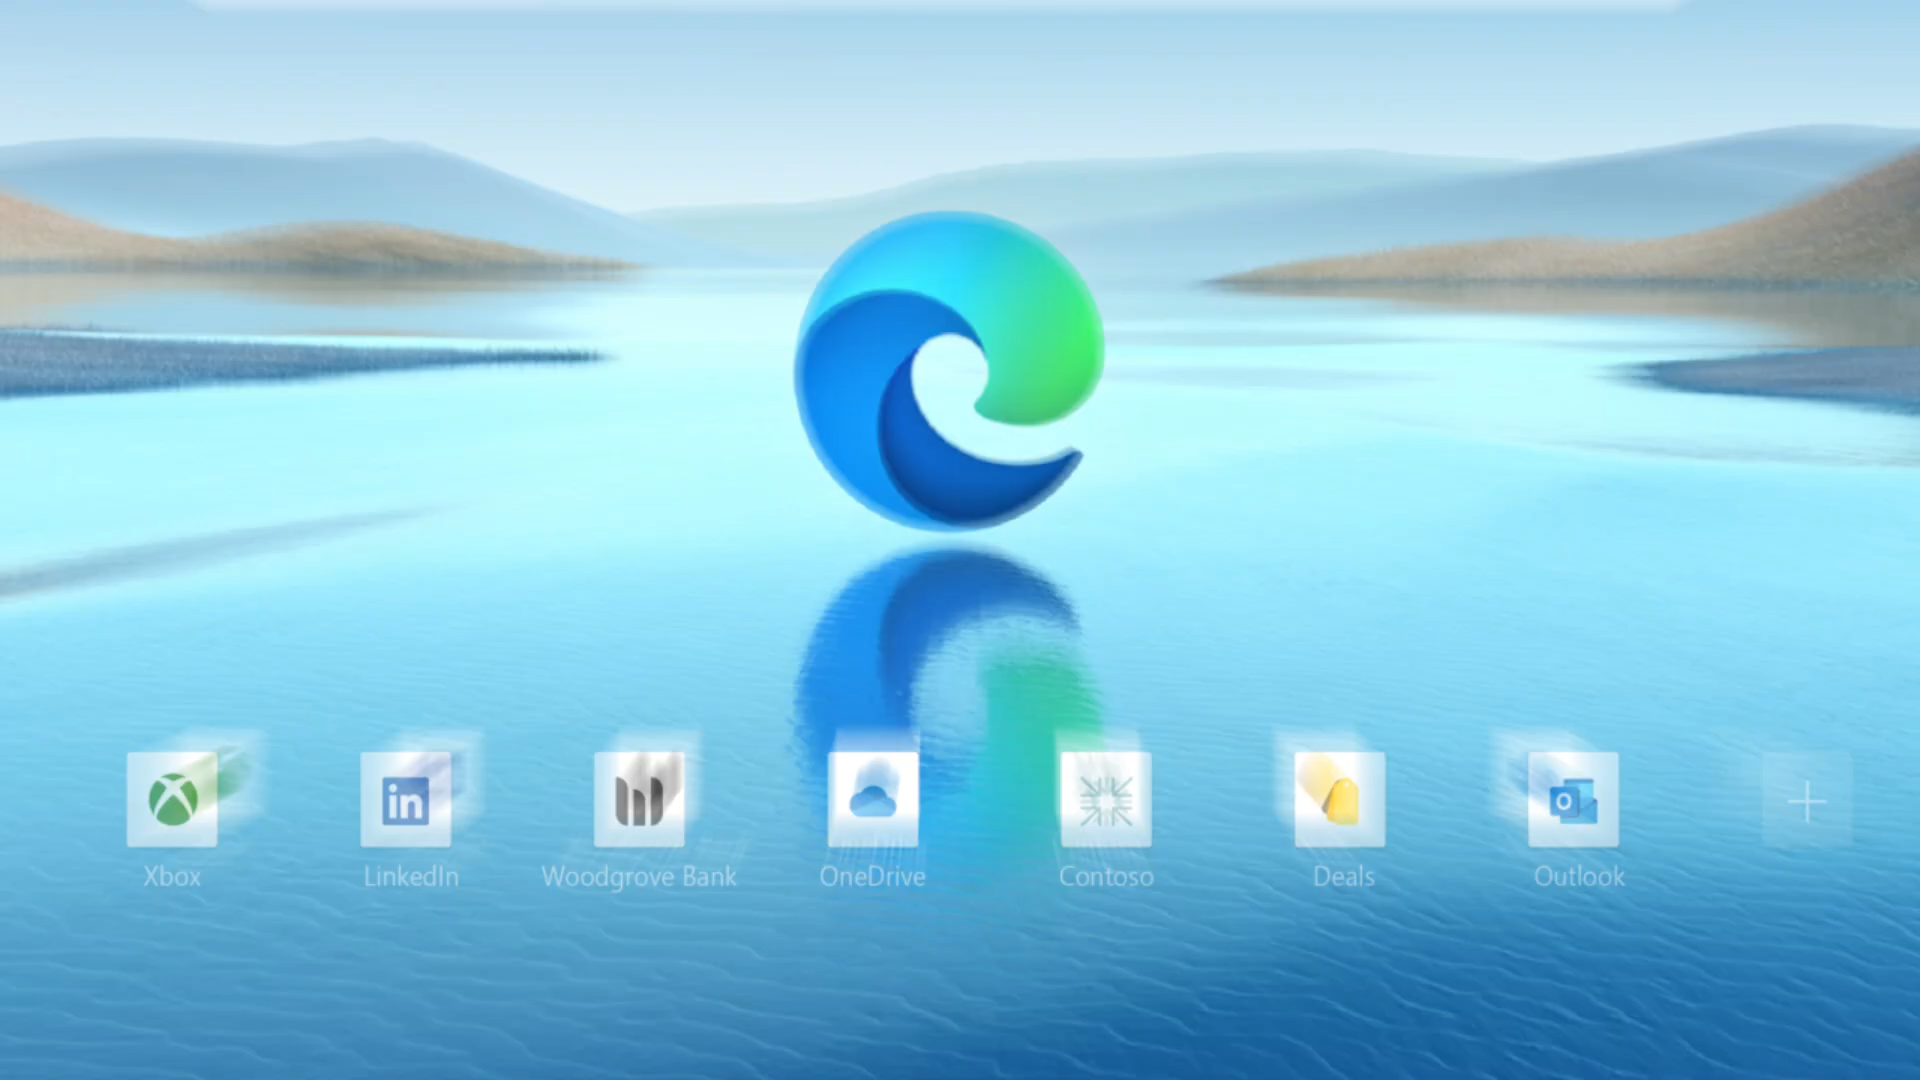 Xbox
LinkedIn
Woodgrove Bank
OneDrive
Contoso
Deals
Outlook